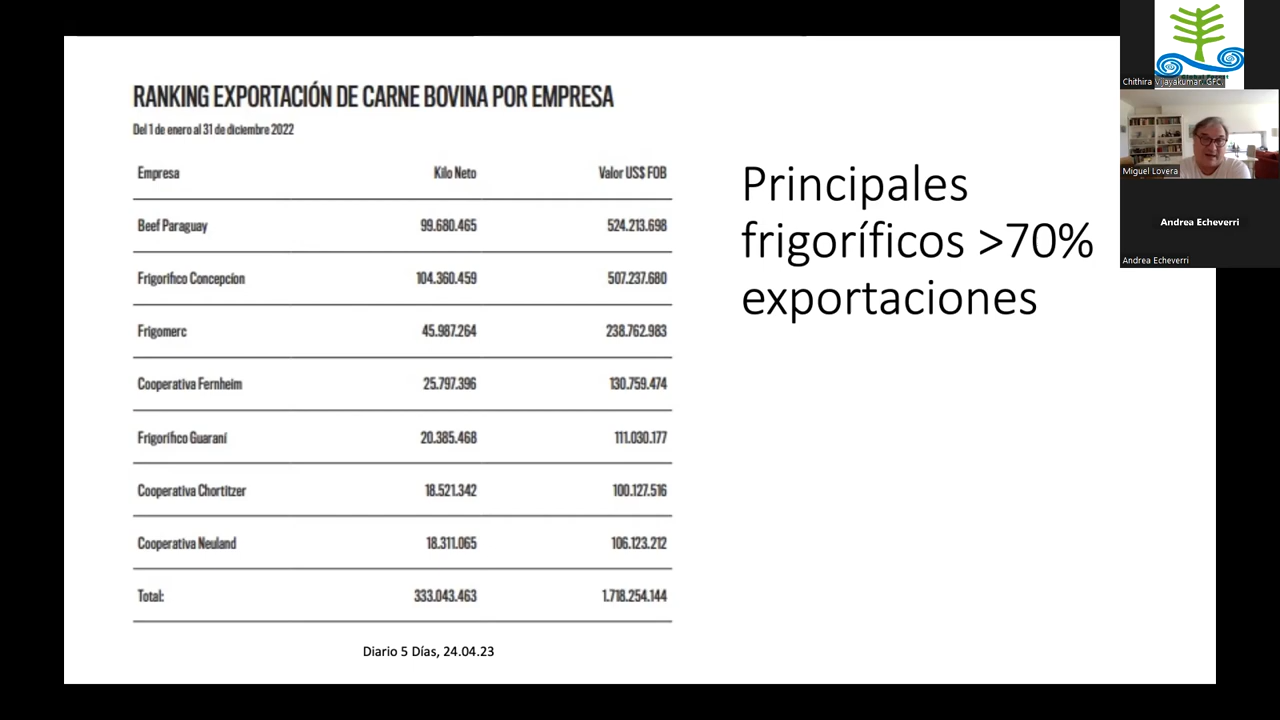 RANKING EXPORTACIÓN DE CARNE BOVINA POR EMPRESA
Del 1 de enero al 31 de diciembre 2022
Empresa Kilo Neto Valor US$ FOB
Beef Paraguay 99.680.465 524.213.698
Frigorífico Concepcíon 104.360.459 507.237.680
Frigomerc 45.987.264 238.762.983
Cooperativa Fernheim 25.797.396 130.759.474
Frigorífico Guaraní 20.385.468 111.030.177
Cooperativa Chortitzer 18.521.342 100.127.516
Cooperativa Neuland 18.311.065 106.123.212
Total: 333.043.463 1.718.254.144
Diario 5 Días, 24.04.23
Principales
frigoríficos >70%
exportaciones
Chithira Vijayakumar. GFC.
Miguel Lovera
Andrea Echeverri
Andrea Echeverri